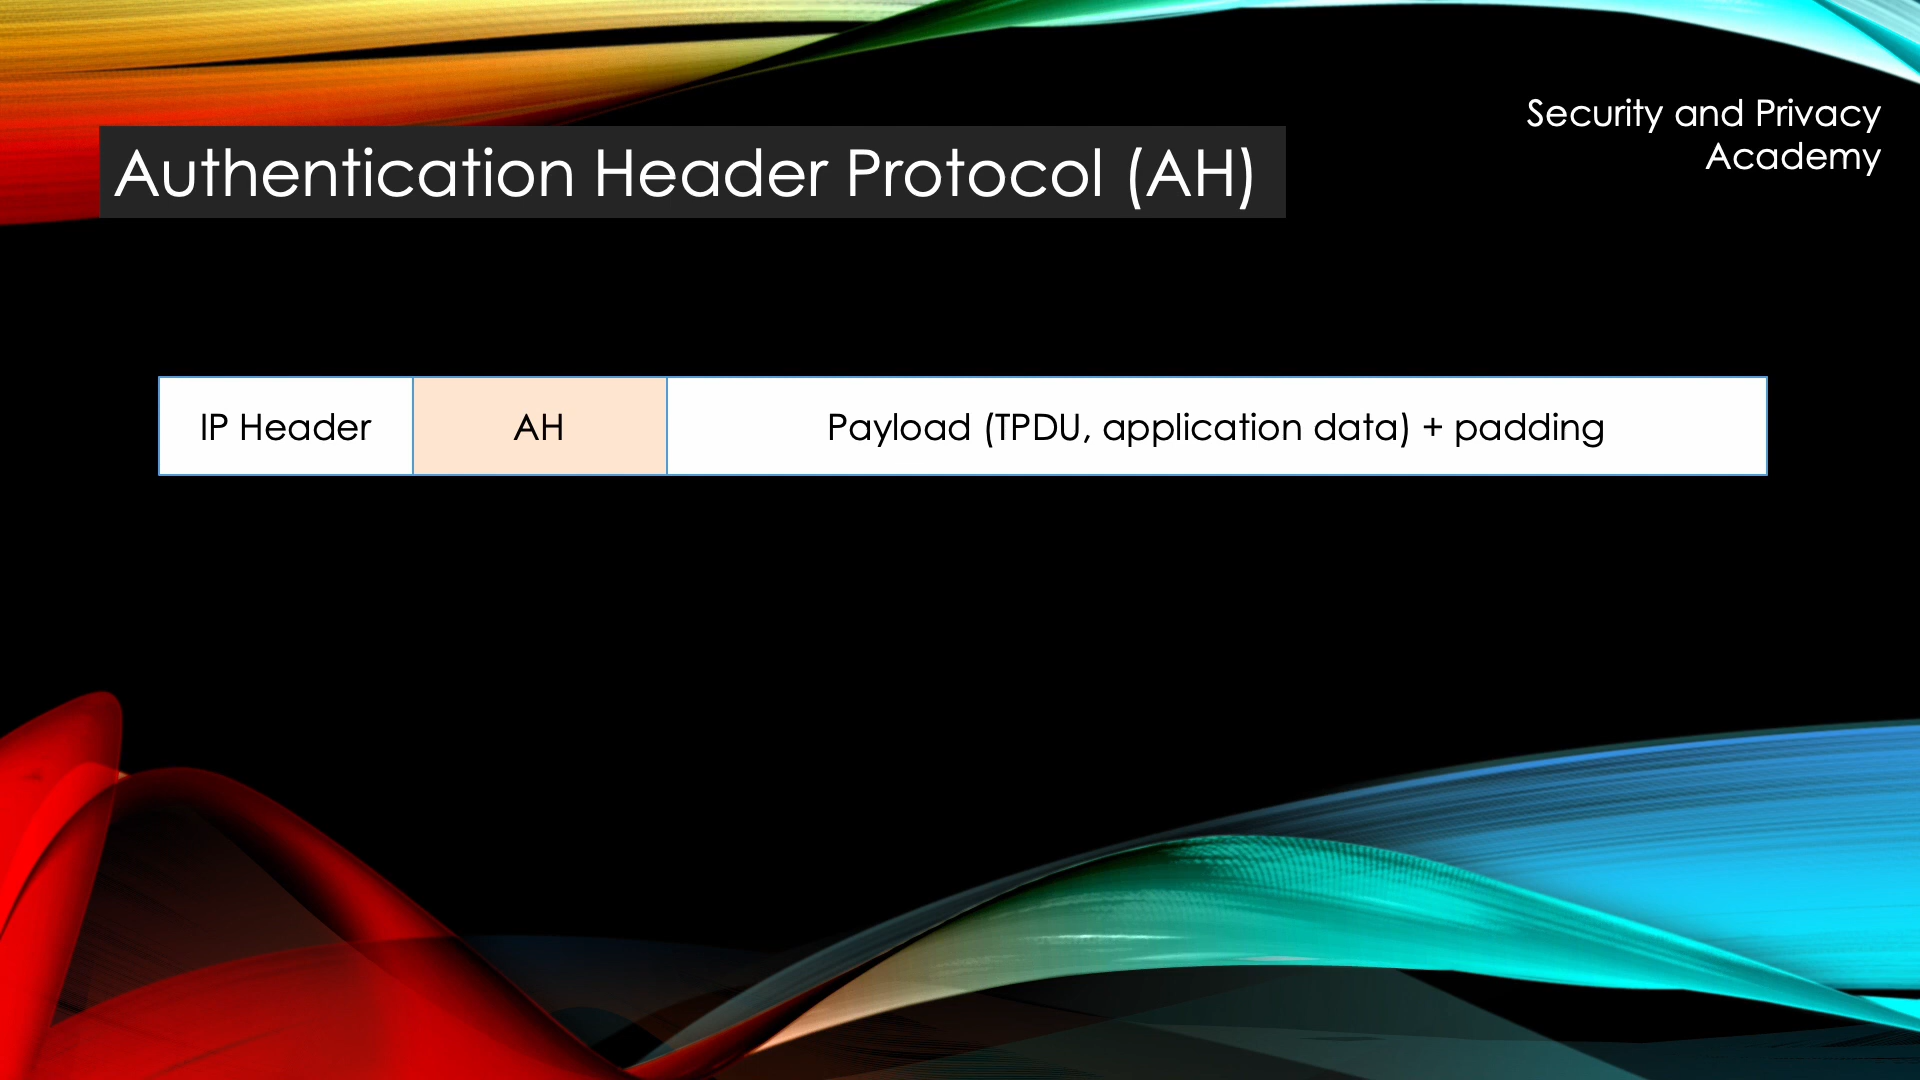 Security and Privacy
Academy
Authentication Header Protocol (AH)
IP Header
AH
Payload (TPDU, application data) + padding